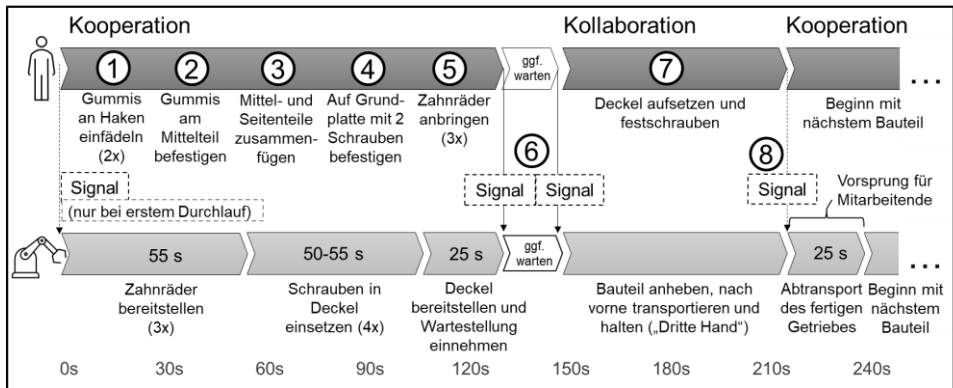 Kooperation
Kollaboration
Kooperation
1
2
3
4
5
ggf.
warten
7
...
Gummis
an Haken
einfädeln
(2x)
Gummis
am
Mittelteil
befestigen
Mittel- und
Seitenteile
zusammen-
fügen
Auf Grund-
platte mit 2
Schrauben
befestigen
Zahnräder
anbringen
(3x)
Deckel aufsetzen und
festschrauben
Beginn mit
nächstem Bauteil
6
8
Signal
(nur bei erstem Durchlauf)
Signal
Signal
Signal
Vorsprung für
Mitarbeitende
55 s
50-55 s
25 s
ggf.
warten
25 s
...
Zahnräder
bereitstellen
(3x)
Schrauben in
Deckel
einsetzen (4x)
Deckel
bereitstellen und
Wartestellung
einnehmen
Bauteil anheben, nach
vorne transportieren und
halten („Dritte Hand“)
Abtransport
des fertigen
Getriebes
Beginn mit
nächstem
Bauteil
0s
30s
60s
90s
120s
150s
180s
210s
240s